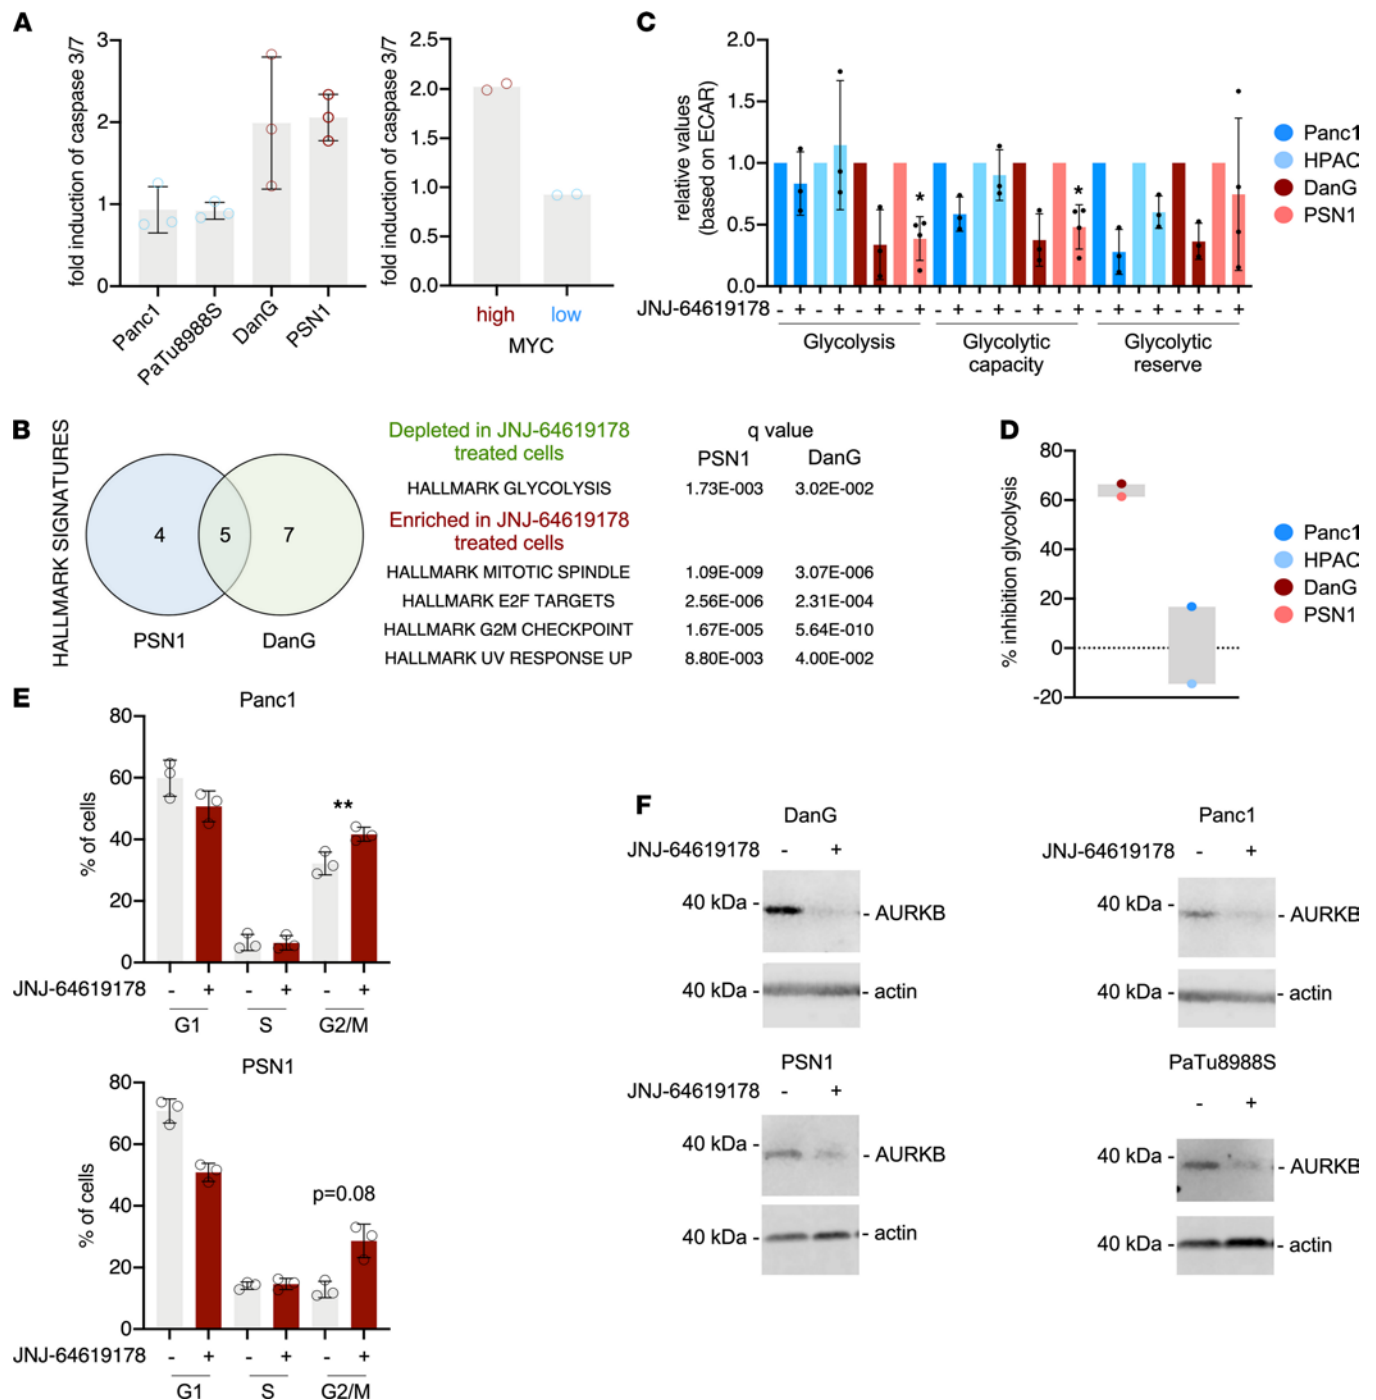 A
fold induction of caspase 3/7
3
2
1
0
Panc1
PaTu8988S
DanG
PSN1
fold induction of caspase 3/7
2.5
2.0
1.5
1.0
0.5
0.0
high
low
MYC
C
relative values
(based on ECAR)
2.0
1.5
1.0
0.5
0.0
*
*
JNJ-64619178 - + - + - + - + - + - + - + - + - + - + - + - +
Glycolysis
Glycolytic
capacity
Glycolytic
reserve
Panc1
HPAC
DanG
PSN1
B
HALLMARK SIGNATURES
4
5
7
PSN1
DanG
Depleted in JNJ-64619178
treated cells
q value
PSN1 DanG
HALLMARK GLYCOLYSIS 1.73E-003 3.02E-002
Enriched in JNJ-64619178
treated cells
HALLMARK MITOTIC SPINDLE 1.09E-009 3.07E-006
HALLMARK E2F TARGETS 2.56E-006 2.31E-004
HALLMARK G2M CHECKPOINT 1.67E-005 5.64E-010
HALLMARK UV RESPONSE UP 8.80E-003 4.00E-002
D
% inhibition glycolysis
80
60
40
20
0
-20
Panc1
HPAC
DanG
PSN1
E
Panc1
% of cells
80
60
40
20
0
**
JNJ-64619178 - + - + - +
G1 S G2/M
PSN1
% of cells
80
60
40
20
0
p=0.08
JNJ-64619178 - + - + - +
G1 S G2/M
F
DanG
JNJ-64619178 - +
40 kDa - - AURKB
40 kDa - - actin
Panc1
JNJ-64619178 - +
40 kDa - - AURKB
40 kDa - - actin
PSN1
JNJ-64619178 - +
40 kDa - - AURKB
40 kDa - - actin
PaTu8988S
- +
40 kDa - - AURKB
40 kDa - - actin